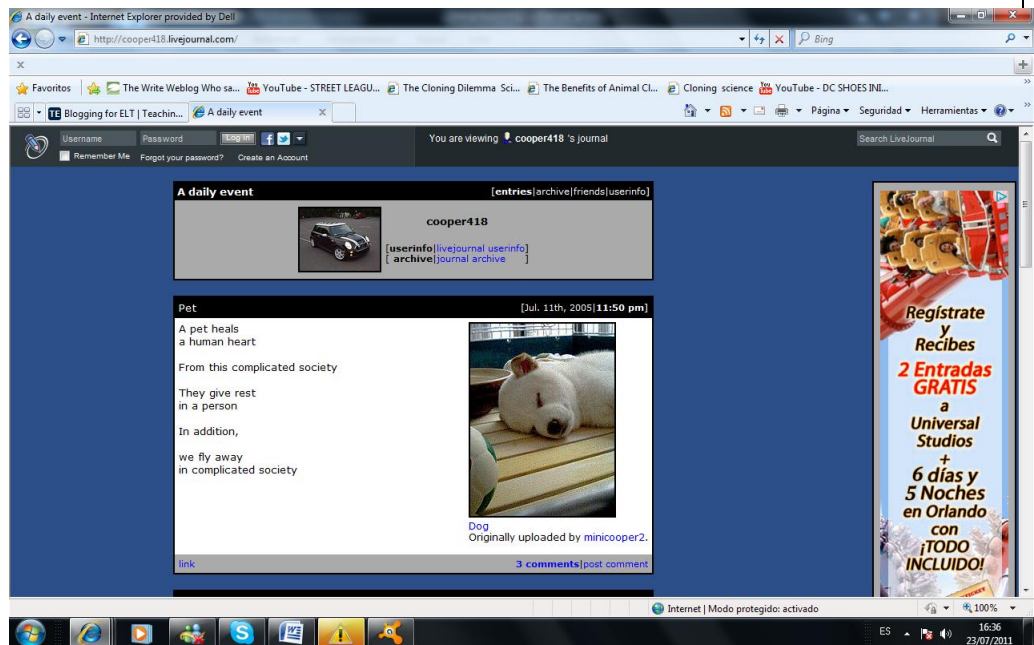 A daily event - Internet Explorer provided by Dell
http://cooper418.livejournal.com/
Bing
x
Favoritos The Write Weblog Who sa... YouTube - STREET LEAGU... The Cloning Dilemma Sci... The Benefits of Animal Cl... Cloning science YouTube - DC SHOES INI...
TE Blogging for ELT | Teachin... A daily event x Página Seguridad Herramientas
Username Password Log in You are viewing cooper418 's journal Search LiveJournal
Remember Me Forgot your password? Create an Account
A daily event [entries|archive|friends|userinfo]
cooper418
[userinfo|livejournal userinfo]
[ archive|journal archive ]
Pet [Jul. 11th, 2005|11:50 pm]
A pet heals
a human heart
From this complicated society
They give rest
in a person
In addition,
we fly away
in complicated society
Dog
Originally uploaded by minicooper2.
link 3 comments|post comment
Regístrate
y
Recibes
2 Entradas
GRATIS
a
Universal
Studios
+
6 días y
5 Noches
en Orlando
con
¡TODO
INCLUIDO!
TICKET
Internet | Modo protegido: activado 100%
ES 16:36
23/07/2011